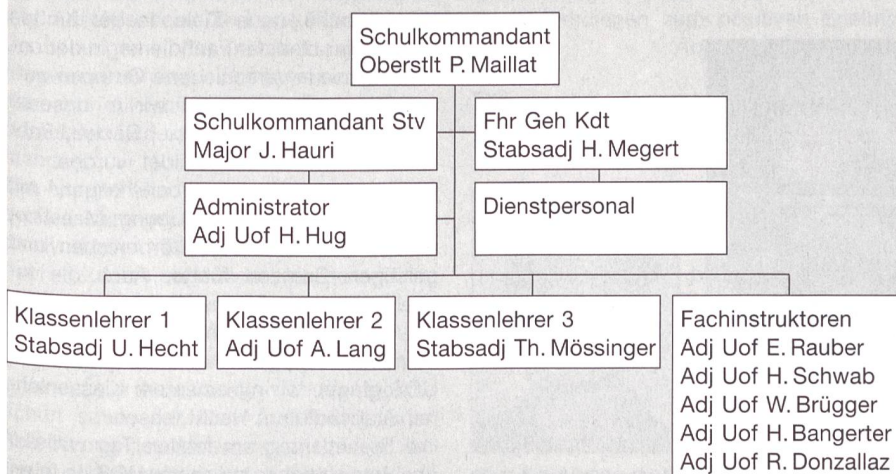 Schulkommandant
Oberstlt P. Maillat
Schulkommandant Stv
Major J. Hauri
Fhr Geh Kdt
Stabsadj H. Megert
Administrator
Adj Uof H. Hug
Dienstpersonal
Klassenlehrer 1
Stabsadj U. Hecht
Klassenlehrer 2
Adj Uof A. Lang
Klassenlehrer 3
Stabsadj Th. Mössinger
Fachinstruktoren
Adj Uof E. Rauber
Adj Uof H. Schwab
Adj Uof W. Brügger
Adj Uof H. Bangerter
Adj Uof R. Donzallaz